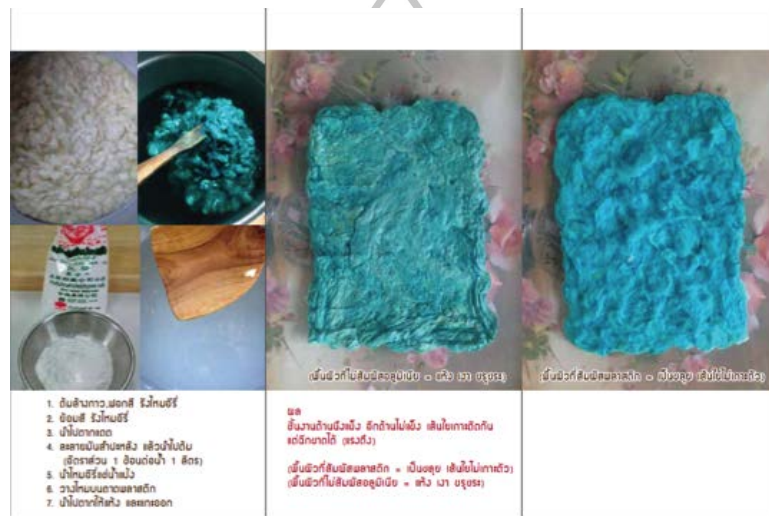 (พื้นผิวที่ไม่สัมผัสอลูมิเนีย = แห้ง เงา ขรุขระ)
(พื้นผิวที่สัมผัสพลาสติก = เป็นขลุย เส้นใยไม่เกาะตัว)
1. ต้มล้างกาว,ฟอกสี รังไหมอีรี่
2. ย้อมสี รังไหมอีรี่
3. นำไปตากแดด
4. ละลายมันสำปะหลัง แล้วนำไปต้ม
(อัตราส่วน 1 ช้อนต่อน้ำ 1 ลิตร)
5. นำไหมอีรี่แช่น้ำแป้ง
6. วางไหมบนถาดพลาสติก
7. นำไปตากให้แห้ง และแกะออก
ผล
ชิ้นงานด้านนึงแข็ง อีกด้านไม่แข็ง เส้นใยเกาะติดกัน
แต่ฉีกขาดได้ (แรงดึง)
(พื้นผิวที่สัมผัสพลาสติก = เป็นขลุย เส้นใยไม่เกาะตัว)
(พื้นผิวที่ไม่สัมผัสอลูมิเนีย = แห้ง เงา ขรุขระ)